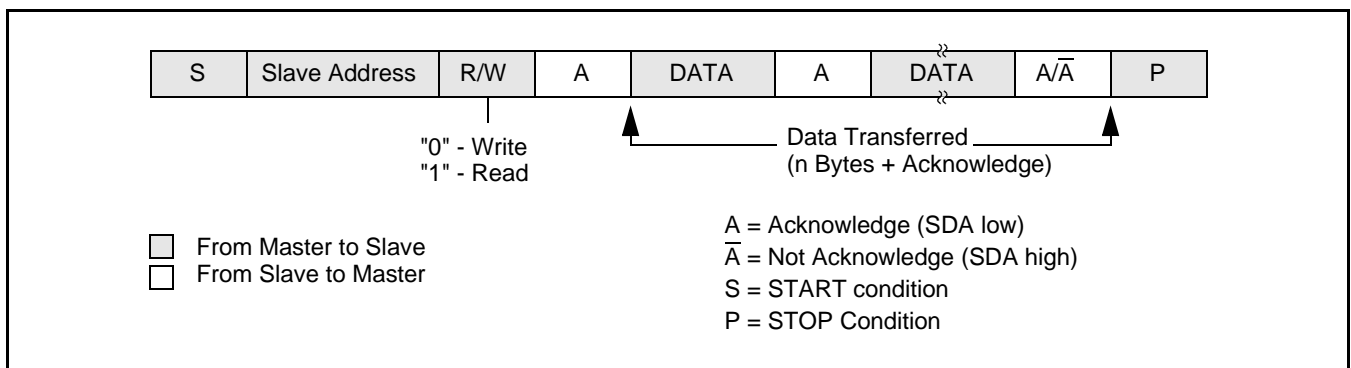 S Slave Address R/W A DATA A DATA A/A̅ P
"0" - Write
"1" - Read
Data Transferred
(n Bytes + Acknowledge)
From Master to Slave
From Slave to Master
A = Acknowledge (SDA low)
A̅ = Not Acknowledge (SDA high)
S = START condition
P = STOP Condition